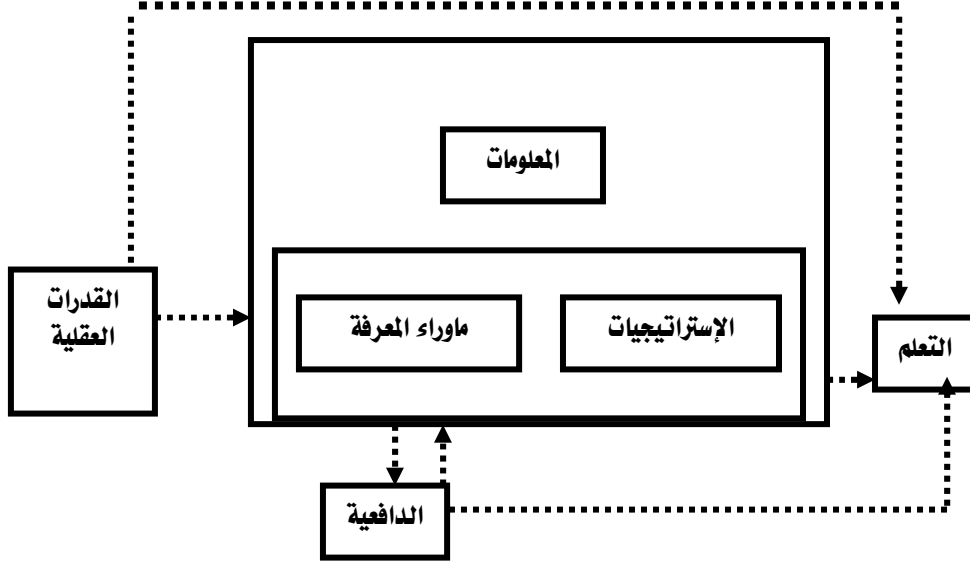 المعلومات
القدرات
العقلية
ماوراء المعرفة
الإستراتيجيات
التعلم
الدافعية